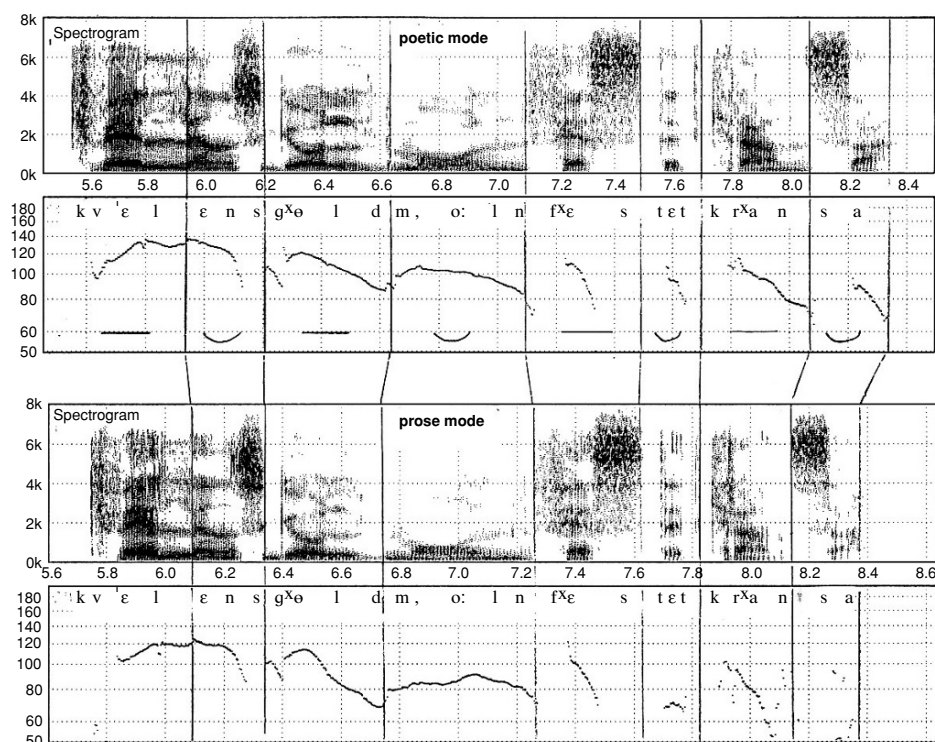 8k
Spectrogram
poetic mode
6k
4k
2k
0k
5.6 5.8 6.0 6.2 6.4 6.6 6.8 7.0 7.2 7.4 7.6 7.8 8.0 8.2 8.4
180
160
140
120
100
80
60
50
k v ˈɛ l ɛ n s gˣɵ l d m , o: l n fˣɛ s t ɛ t k rˣa n s a
8k
Spectrogram
prose mode
6k
4k
2k
0k
5.6 5.8 6.0 6.2 6.4 6.6 6.8 7.0 7.2 7.4 7.6 7.8 8.0 8.2 8.4 8.6
180
160
140
120
100
80
60
50
k v ˈɛ l ɛ n s gˣɵ l d m , o: l n fˣɛ s t ɛ t k rˣa n s a